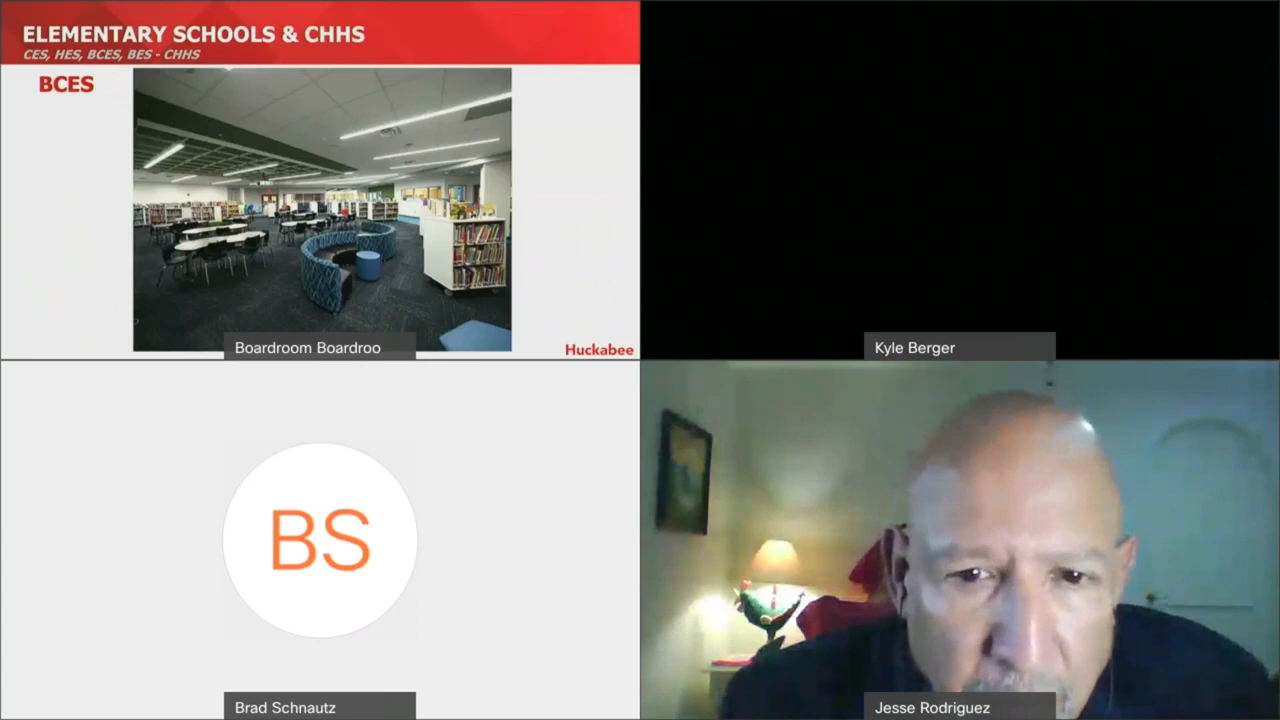 ELEMENTARY SCHOOLS & CHHS
CES, HES, BCES, BES - CHHS
BCES
Boardroom Boardroo
Huckabee
Kyle Berger
BS
Brad Schnautz
Jesse Rodriguez